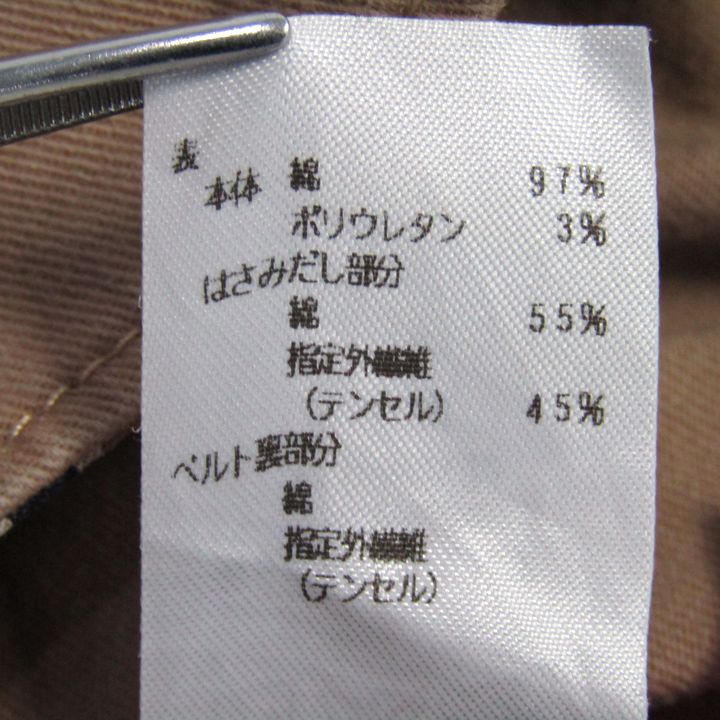 表
本体 綿 97%
ポリウレタン 3%
はさみだし部分
綿 55%
指定外繊維
(テンセル) 45%
ベルト裏部分
綿
指定外繊維
(テンセル)